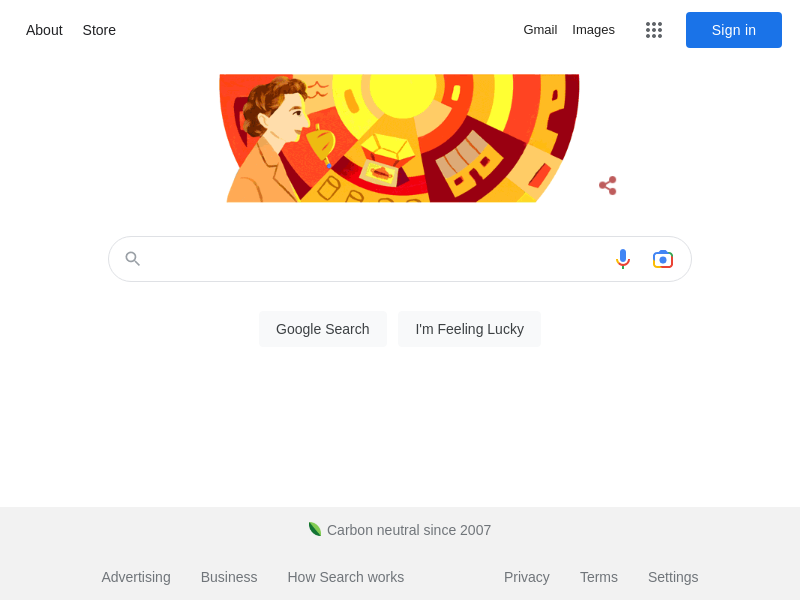 About Store Gmail Images Sign in
Google Search I'm Feeling Lucky
Carbon neutral since 2007
Advertising Business How Search works Privacy Terms Settings